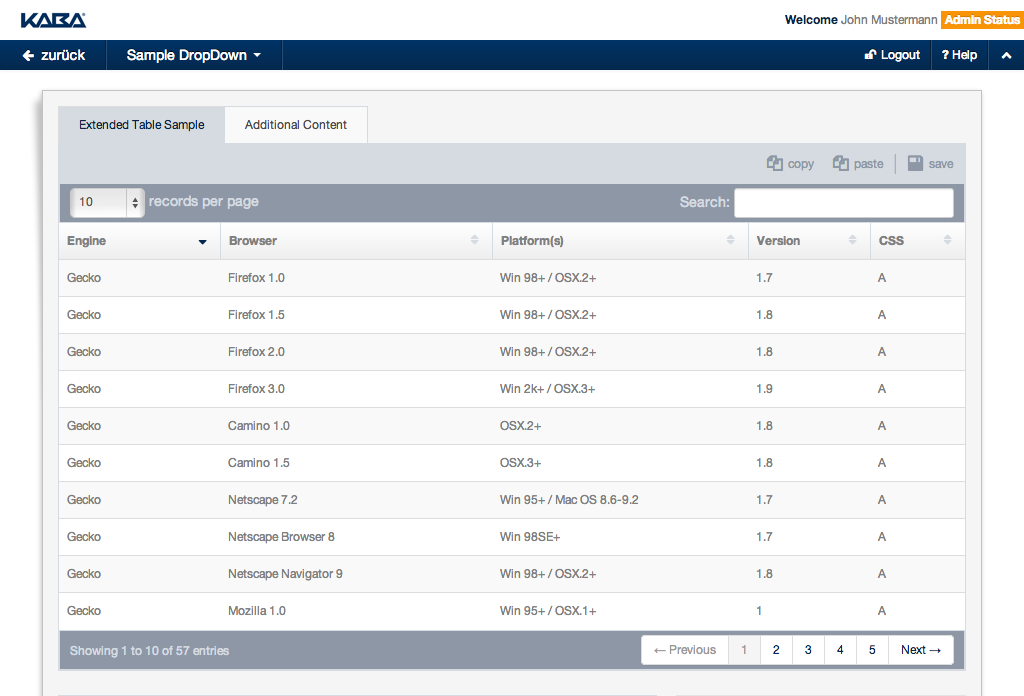 KABA
Welcome John Mustermann Admin Status
← zurück Sample DropDown Logout ? Help
Extended Table Sample Additional Content
copy paste save
10 records per page Search:
Engine Browser Platform(s) Version CSS
Gecko Firefox 1.0 Win 98+ / OSX.2+ 1.7 A
Gecko Firefox 1.5 Win 98+ / OSX.2+ 1.8 A
Gecko Firefox 2.0 Win 98+ / OSX.2+ 1.8 A
Gecko Firefox 3.0 Win 2k+ / OSX.3+ 1.9 A
Gecko Camino 1.0 OSX.2+ 1.8 A
Gecko Camino 1.5 OSX.3+ 1.8 A
Gecko Netscape 7.2 Win 95+ / Mac OS 8.6-9.2 1.7 A
Gecko Netscape Browser 8 Win 98SE+ 1.7 A
Gecko Netscape Navigator 9 Win 98+ / OSX.2+ 1.8 A
Gecko Mozilla 1.0 Win 95+ / OSX.1+ 1 A
Showing 1 to 10 of 57 entries ← Previous 1 2 3 4 5 Next →